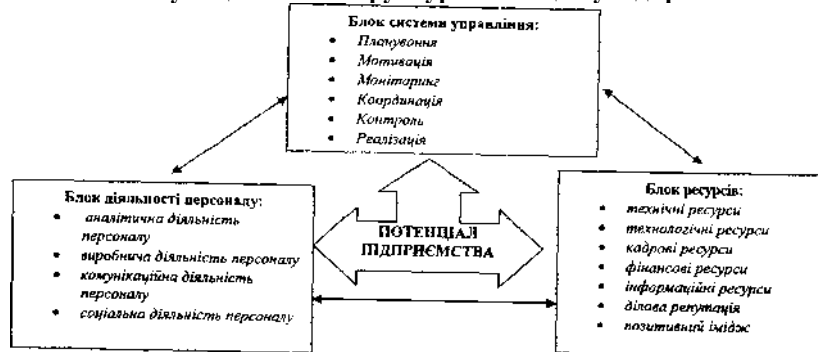 Блок системи управління:
• Планування
• Мотивація
• Моніторинг
• Координація
• Контроль
• Реалізація
Блок діяльності персоналу:
• аналітична діяльність
персоналу
• виробнича діяльність персоналу
• комунікаційна діяльність
персоналу
• соціальна діяльність персоналу
ПОТЕНЦІАЛ
ПІДПРИЄМСТВА
Блок ресурсів:
• технічні ресурси
• технологічні ресурси
• кадрові ресурси
• фінансові ресурси
• інформаційні ресурси
• ділова репутація
• позитивний імідж